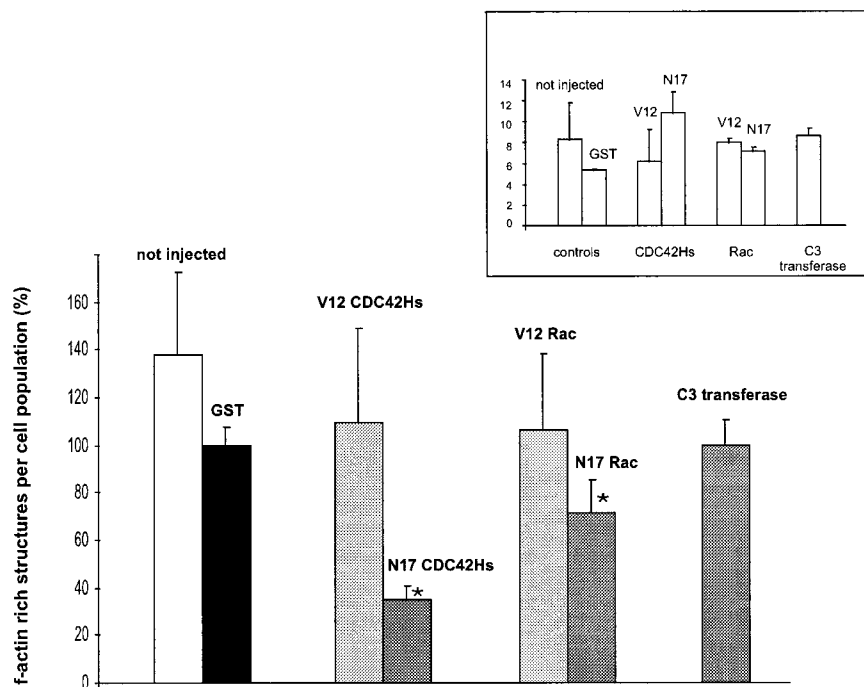 14
12
10
8
6
4
2
0
not injected
GST
V12
N17
V12
N17
controls
CDC42Hs
Rac
C3
transferase
f-actin rich structures per cell population (%)
160
140
120
100
80
60
40
20
0
not injected
GST
V12 CDC42Hs
N17 CDC42Hs
*
V12 Rac
N17 Rac
*
C3 transferase